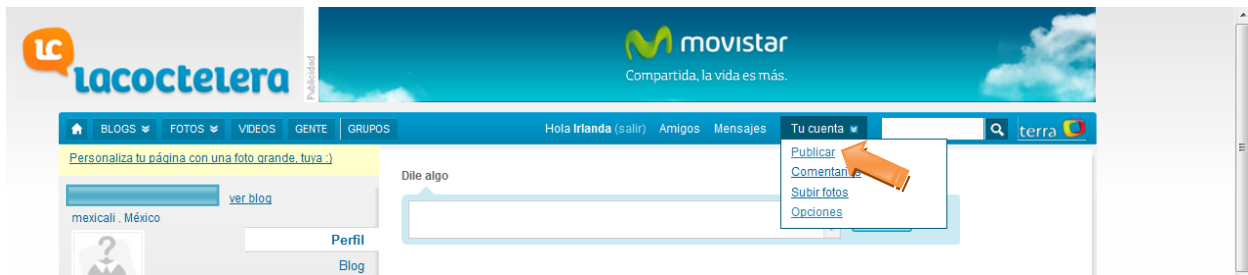 lc
lacoctelera
Publicidad
movistar
Compartida, la vida es más.
BLOGS FOTOS VIDEOS GENTE GRUPOS Hola Irlanda (salir) Amigos Mensajes Tu cuenta terra
Personaliza tu página con una foto grande, tuya :)
Publicar
Comentarios
Subir fotos
Opciones
Dile algo
ver blog
mexicali . México
Perfil
Blog